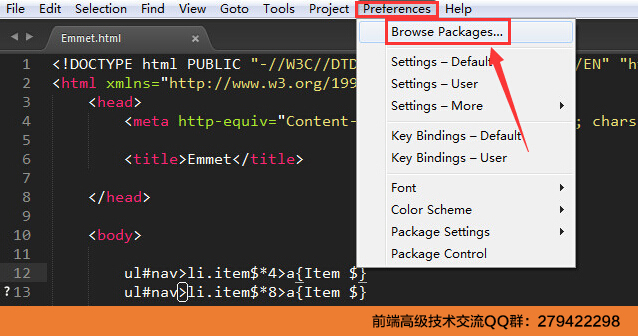 File Edit Selection Find View Goto Tools Project Preferences Help
Emmet.html ×
Browse Packages...
Settings – Default
Settings – User
Settings – More
Key Bindings – Default
Key Bindings – User
Font
Color Scheme
Package Settings
Package Control
1 <!DOCTYPE html PUBLIC "-//W3C//DTD /EN" "h
2 <html xmlns="http://www.w3.org/199
3 <head>
4 <meta http-equiv="Content- ; chars
5
6 <title>Emmet</title>
7
8 </head>
9
10 <body>
11
12 ul#nav>li.item$*4>a{Item $}
?13 ul#nav>li.item$*8>a{Item $}
前端高级技术交流QQ群：279422298